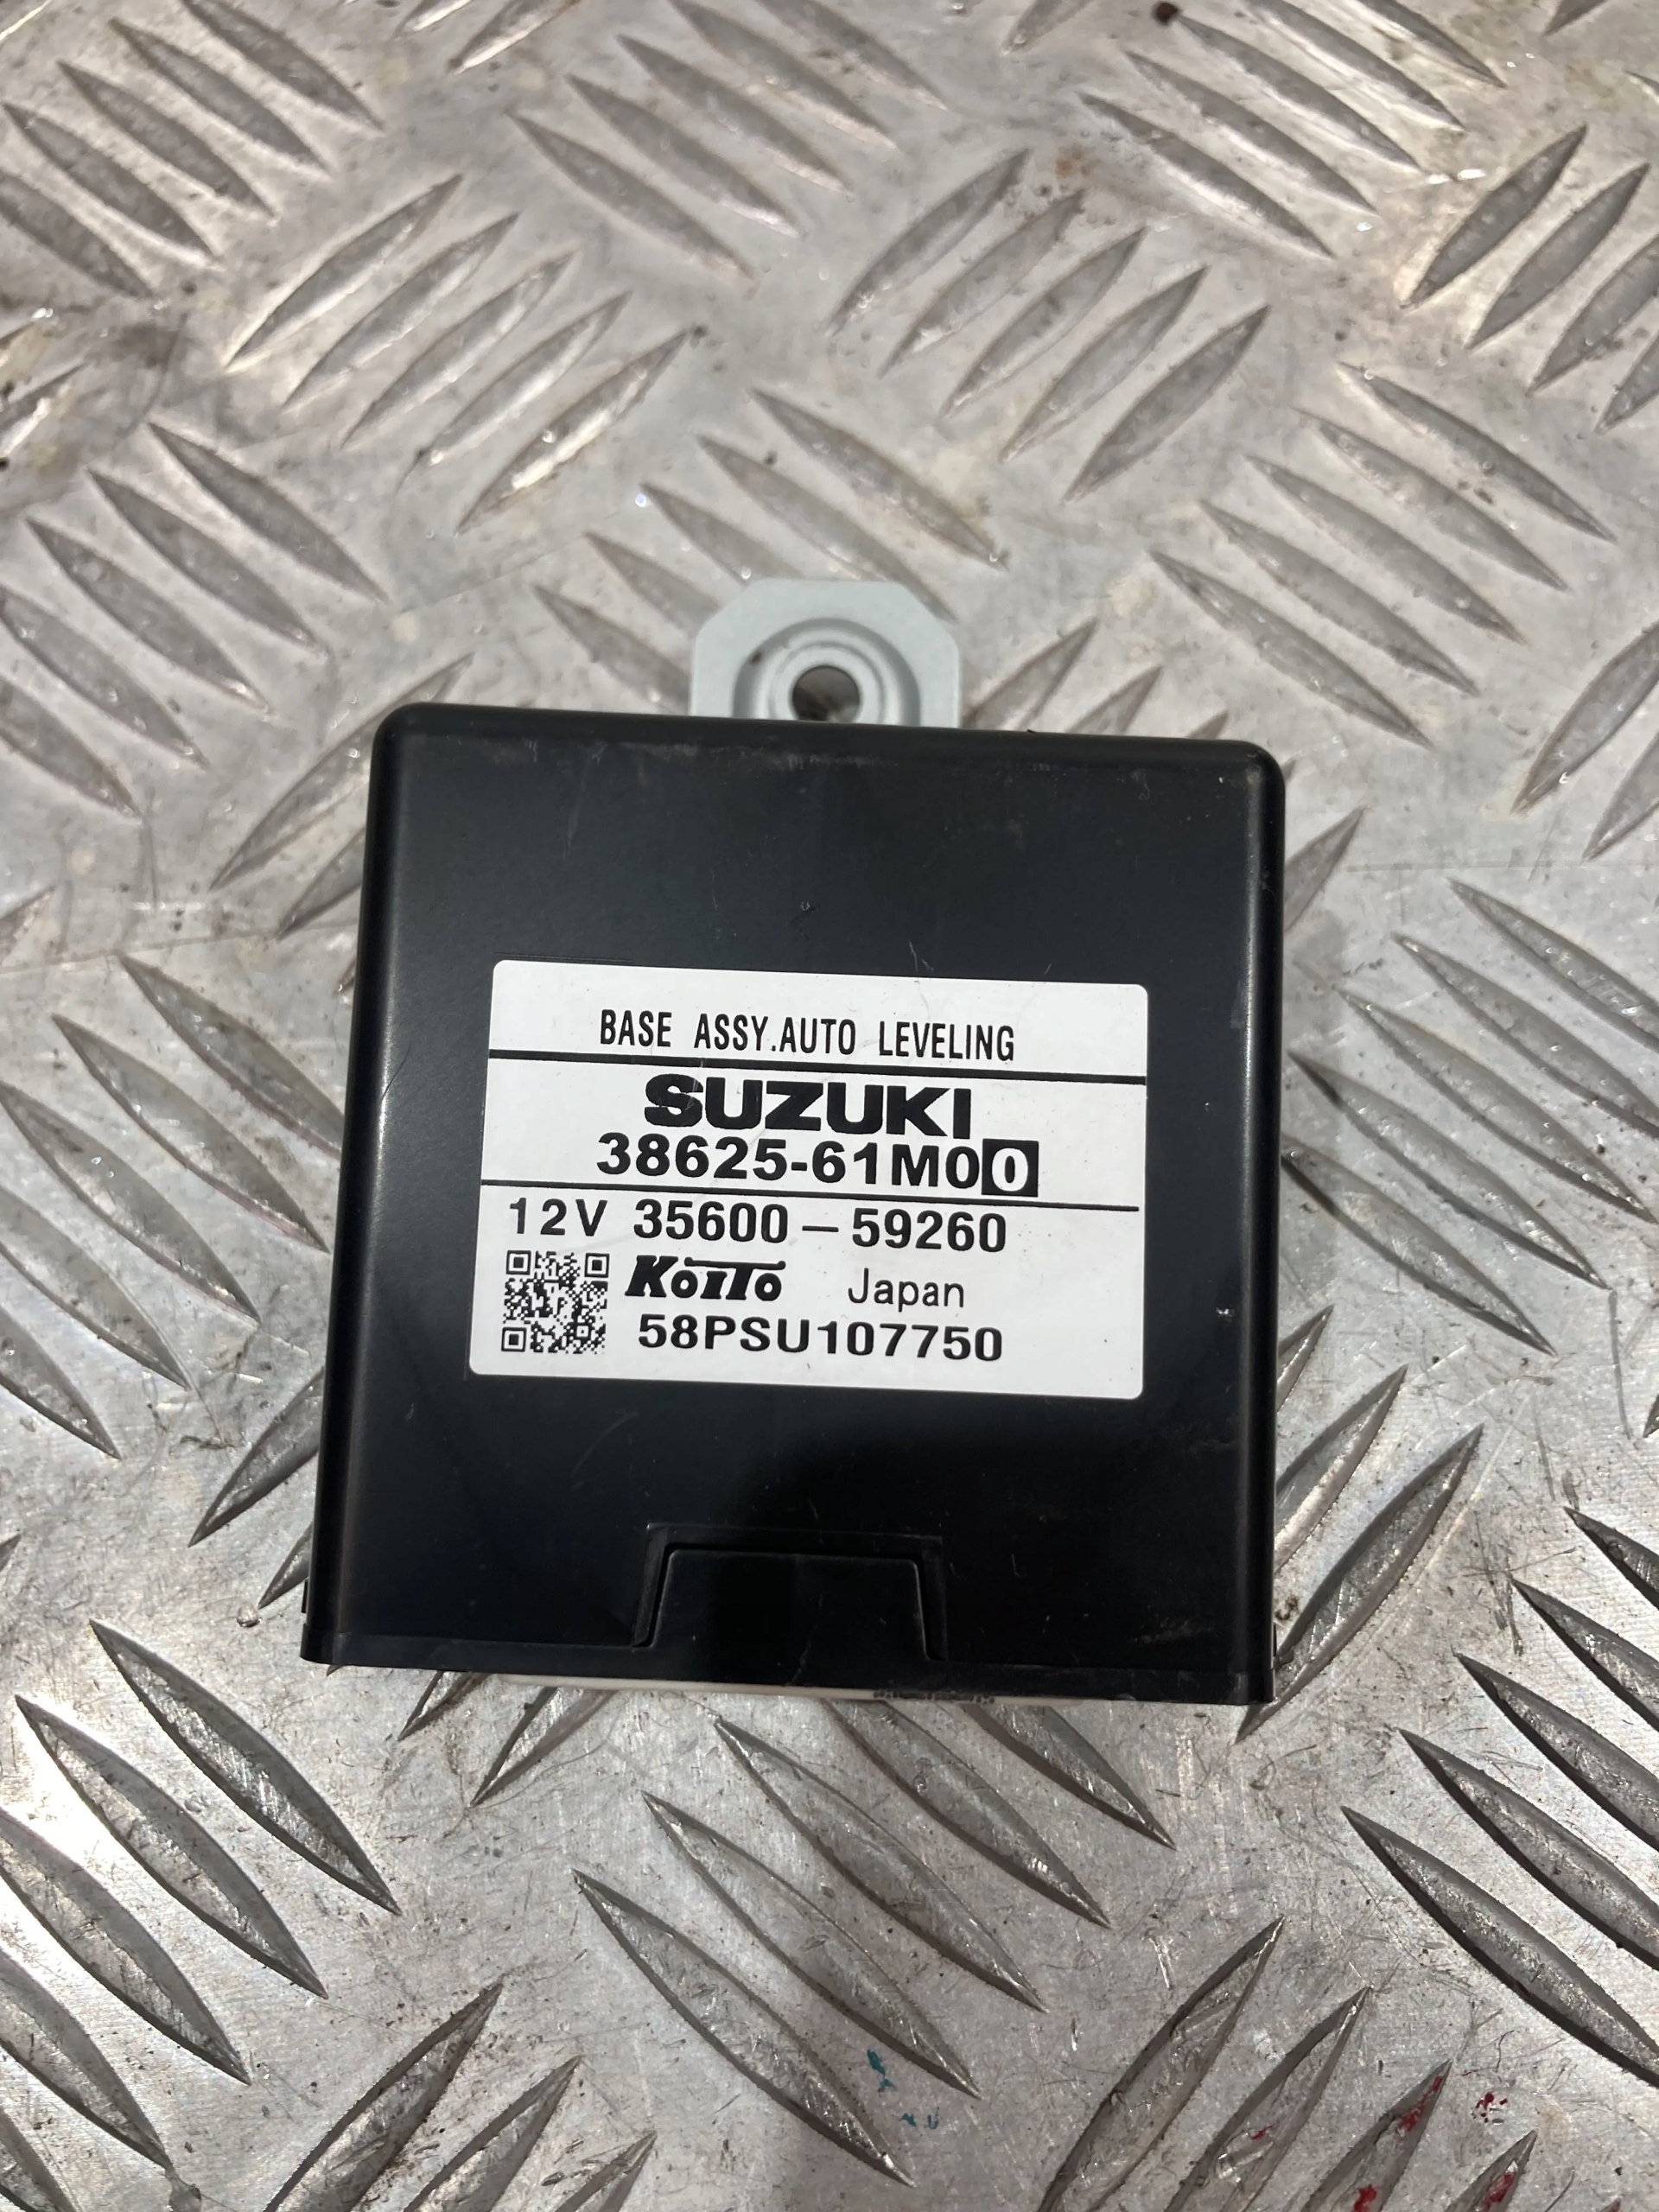 BASE ASSY.AUTO LEVELING
SUZUKI
38625-61M00
12V 35600-59260
KOITO Japan
58PSU107750